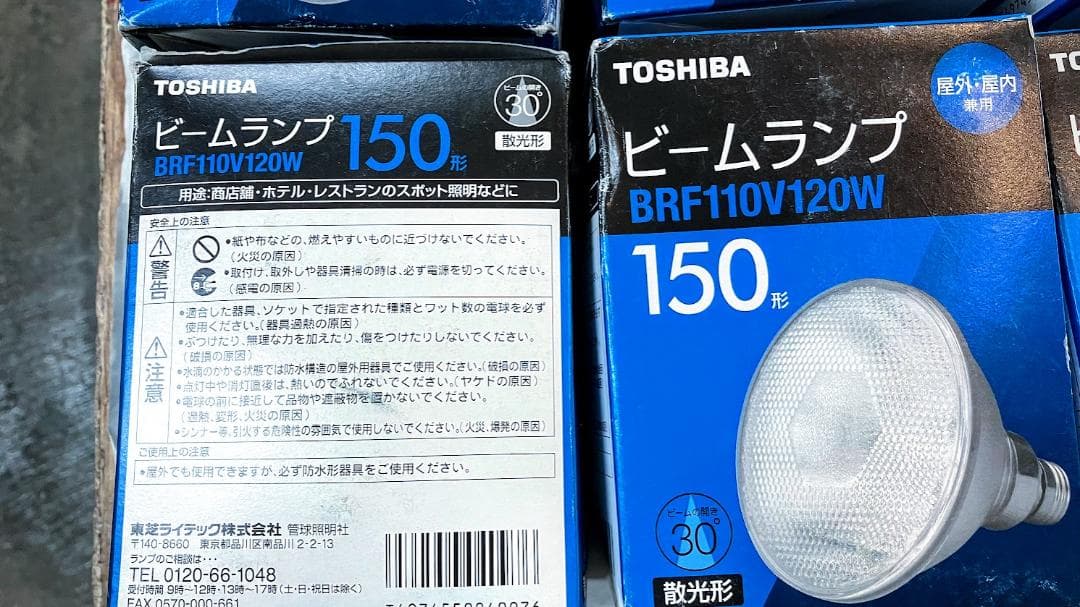 TOSHIBA
ビームの開き
30°
散光形
ビームランプ
BRF110V120W
150形
用途:商店舗・ホテル・レストランのスポット照明などに
安全上の注意
警告
●紙や布などの、燃えやすいものに近づけないでください。
(火災の原因)
●取付け、取外しや器具清掃の時は、必ず電源を切ってください。
(感電の原因)
注意
●適合した器具、ソケットで指定された種類とワット数の電球を必ず
使用ください。(器具過熱の原因)
●ぶつけたり、無理な力を加えたり、傷をつけたりしないでください。
(破損の原因)
●水滴のかかる状態では防水構造の屋外用器具でご使用ください。(破損の原因)
●点灯中や消灯直後は、熱いのでふれないでください。(ヤケドの原因)
●電球の前に接近して品物や遮蔽物を置かないでください。
(過熱、変形、火災の原因)
●シンナー等、引火する危険性の雰囲気で使用しないでください。(火災、爆発の原因)
ご使用上の注意
●屋外でも使用できますが、必ず防水形器具をご使用ください。
東芝ライテック株式会社 管球照明社
〒140-8660 東京都品川区南品川2-2-13
ランプのご相談は・・・
TEL 0120-66-1048
受付時間 9時~12時・13時~17時(土・日・祝日は除く)
FAX 0570-000-661
TOSHIBA
屋外・屋内
兼用
ビームランプ
BRF110V120W
150形
ビームの開き
30°
散光形
TO